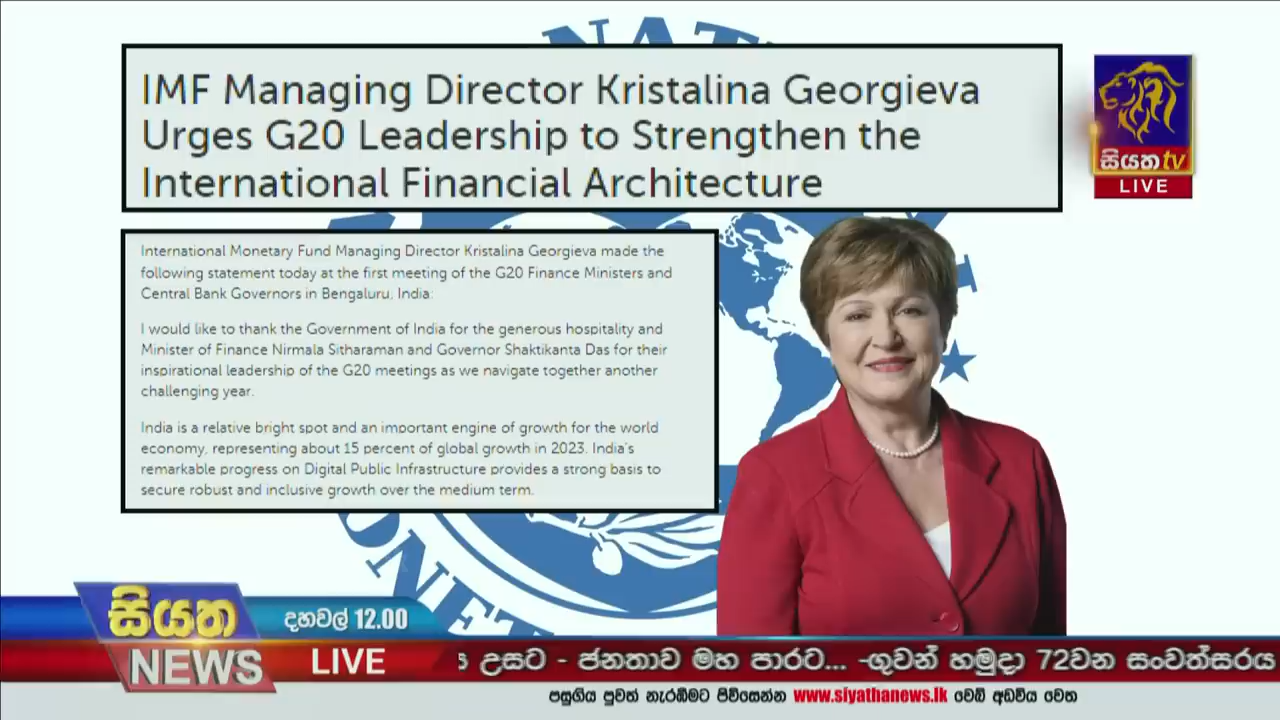 NAT
IMF Managing Director Kristalina Georgieva
Urges G20 Leadership to Strengthen the
International Financial Architecture
සියත tv
LIVE
International Monetary Fund Managing Director Kristalina Georgieva made the
following statement today at the first meeting of the G20 Finance Ministers and
Central Bank Governors in Bengaluru, India:
I would like to thank the Government of India for the generous hospitality and
Minister of Finance Nirmala Sitharaman and Governor Shaktikanta Das for their
inspirational leadership of the G20 meetings as we navigate together another
challenging year.
India is a relative bright spot and an important engine of growth for the world
economy, representing about 15 percent of global growth in 2023. India's
remarkable progress on Digital Public Infrastructure provides a strong basis to
secure robust and inclusive growth over the medium term.
ONET
සියත
NEWS
දහවල් 12.00
LIVE
උසට - ජනතාව මහ පාරට... -ගුවන් හමුදා 72වන සංවත්සරය
පසුගිය පුවත් නැරඹීමට පිවිසෙන්න www.siyathanews.lk වෙබ් අඩවිය වෙත